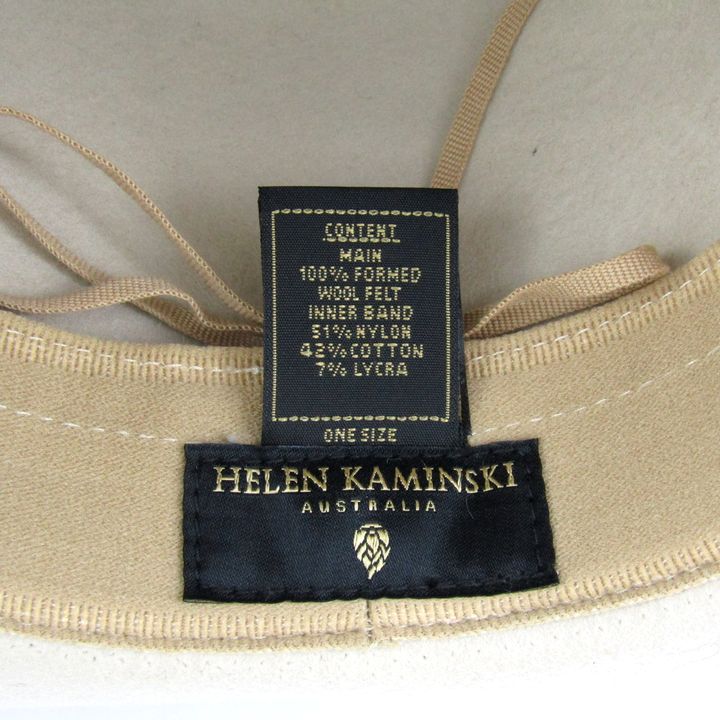 CONTENT
MAIN
100% FORMED
WOOL FELT
INNER BAND
51% NYLON
42% COTTON
7% LYCRA
ONE SIZE
HELEN KAMINSKI
AUSTRALIA